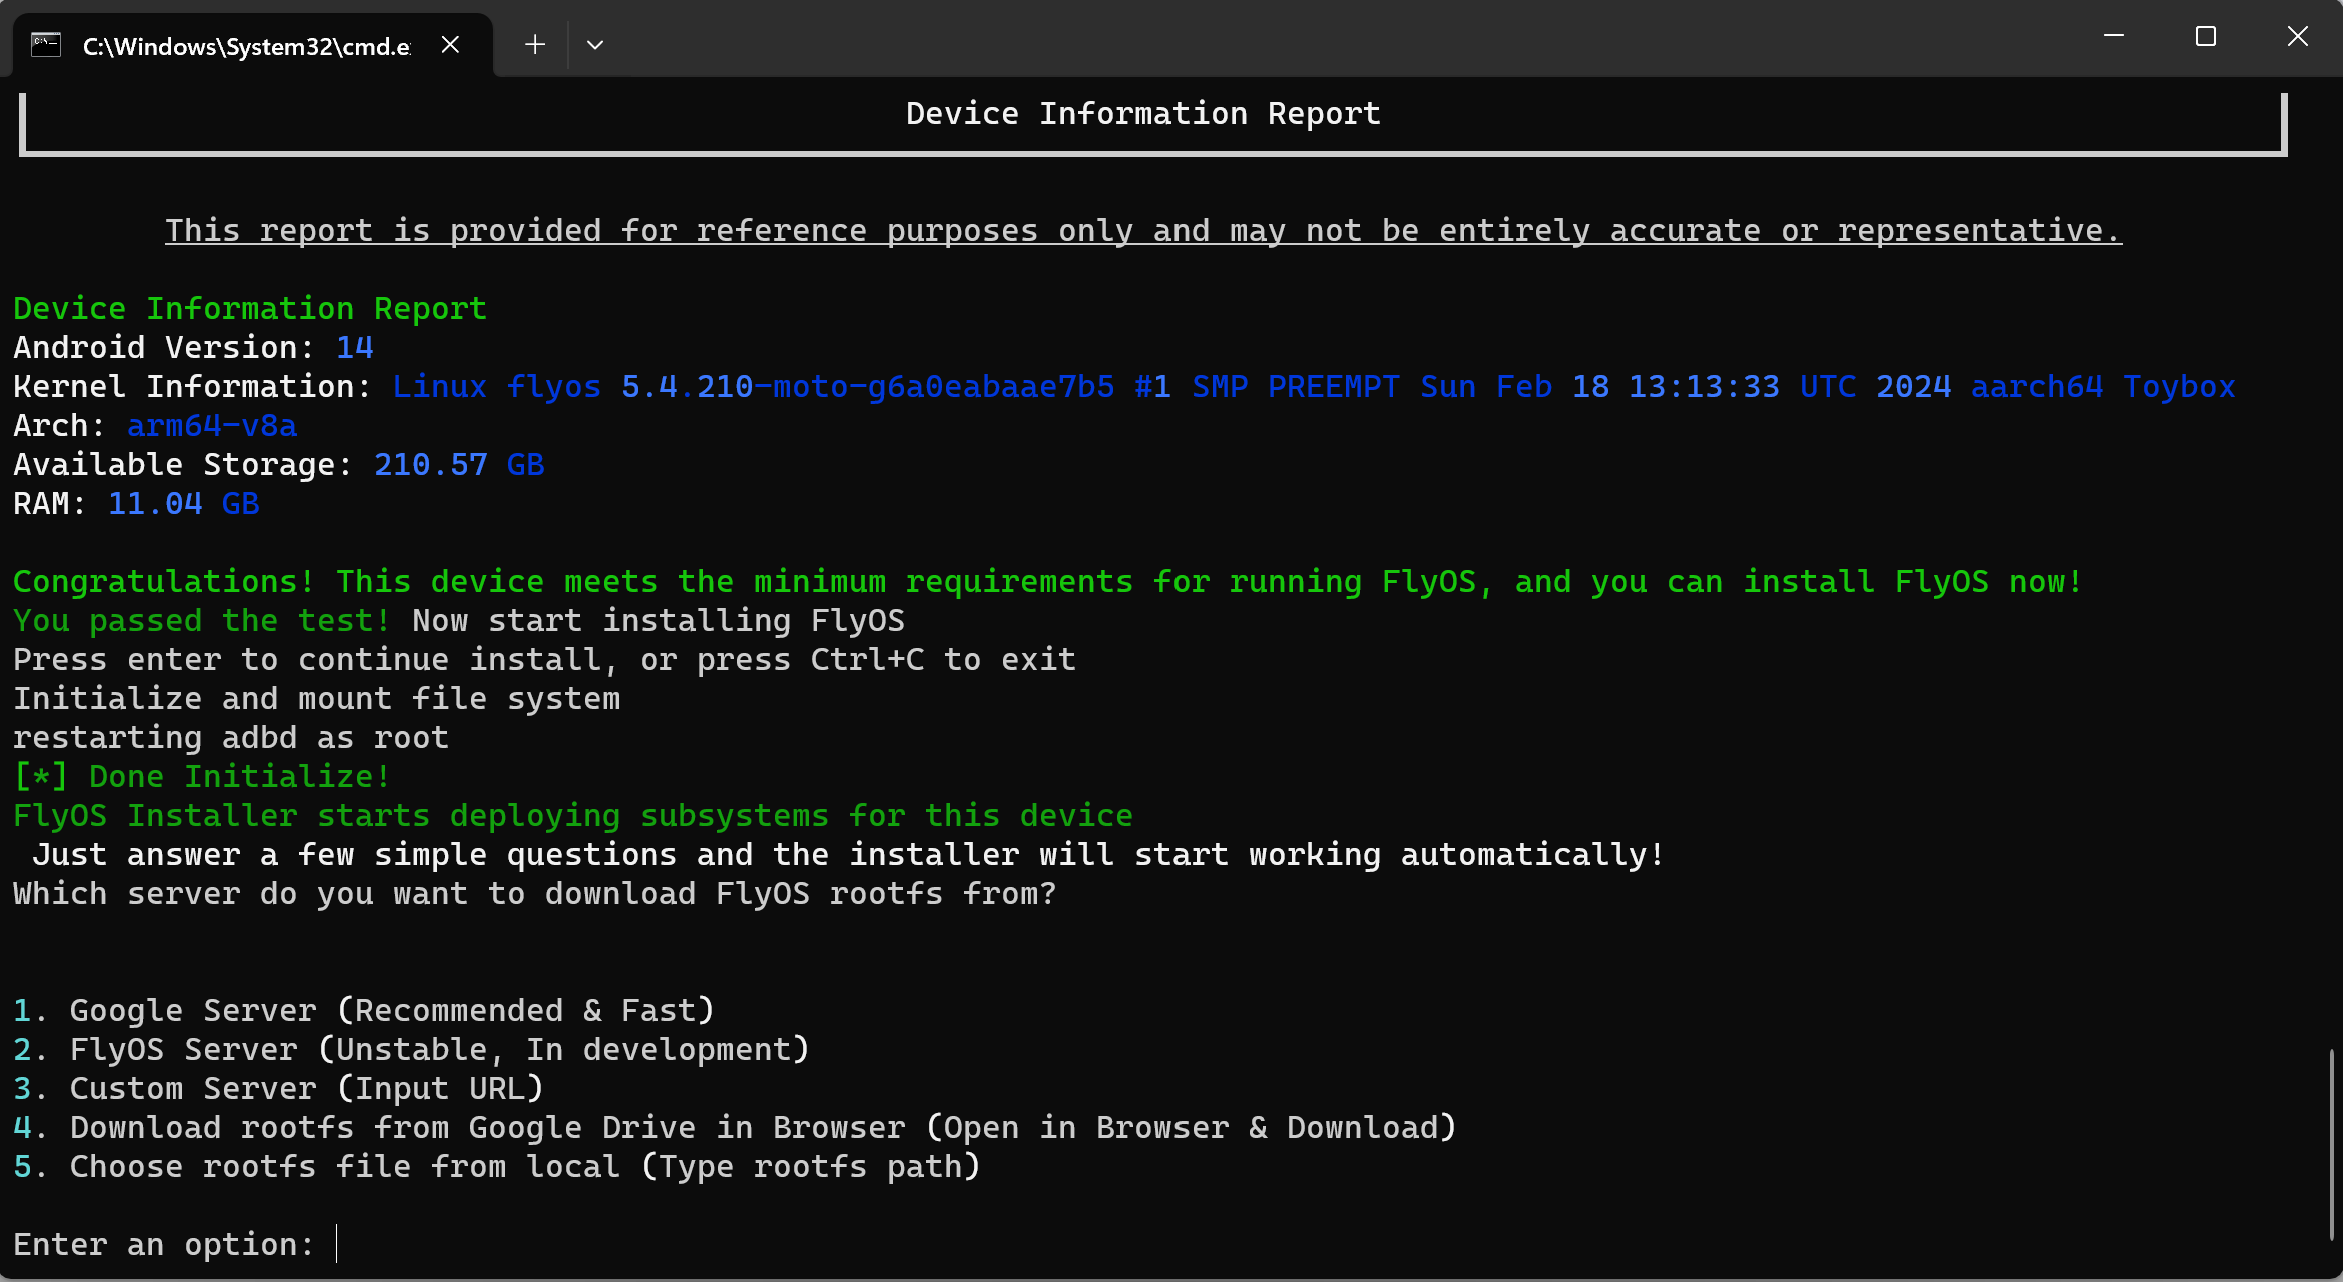 C:\Windows\System32\cmd.e
Device Information Report
This report is provided for reference purposes only and may not be entirely accurate or representative.
Device Information Report
Android Version: 14
Kernel Information: Linux flyos 5.4.210-moto-g6a0eabaae7b5 #1 SMP PREEMPT Sun Feb 18 13:13:33 UTC 2024 aarch64 Toybox
Arch: arm64-v8a
Available Storage: 210.57 GB
RAM: 11.04 GB
Congratulations! This device meets the minimum requirements for running FlyOS, and you can install FlyOS now!
You passed the test! Now start installing FlyOS
Press enter to continue install, or press Ctrl+C to exit
Initialize and mount file system
restarting adbd as root
[*] Done Initialize!
FlyOS Installer starts deploying subsystems for this device
Just answer a few simple questions and the installer will start working automatically!
Which server do you want to download FlyOS rootfs from?
1. Google Server (Recommended & Fast)
2. FlyOS Server (Unstable, In development)
3. Custom Server (Input URL)
4. Download rootfs from Google Drive in Browser (Open in Browser & Download)
5. Choose rootfs file from local (Type rootfs path)
Enter an option: